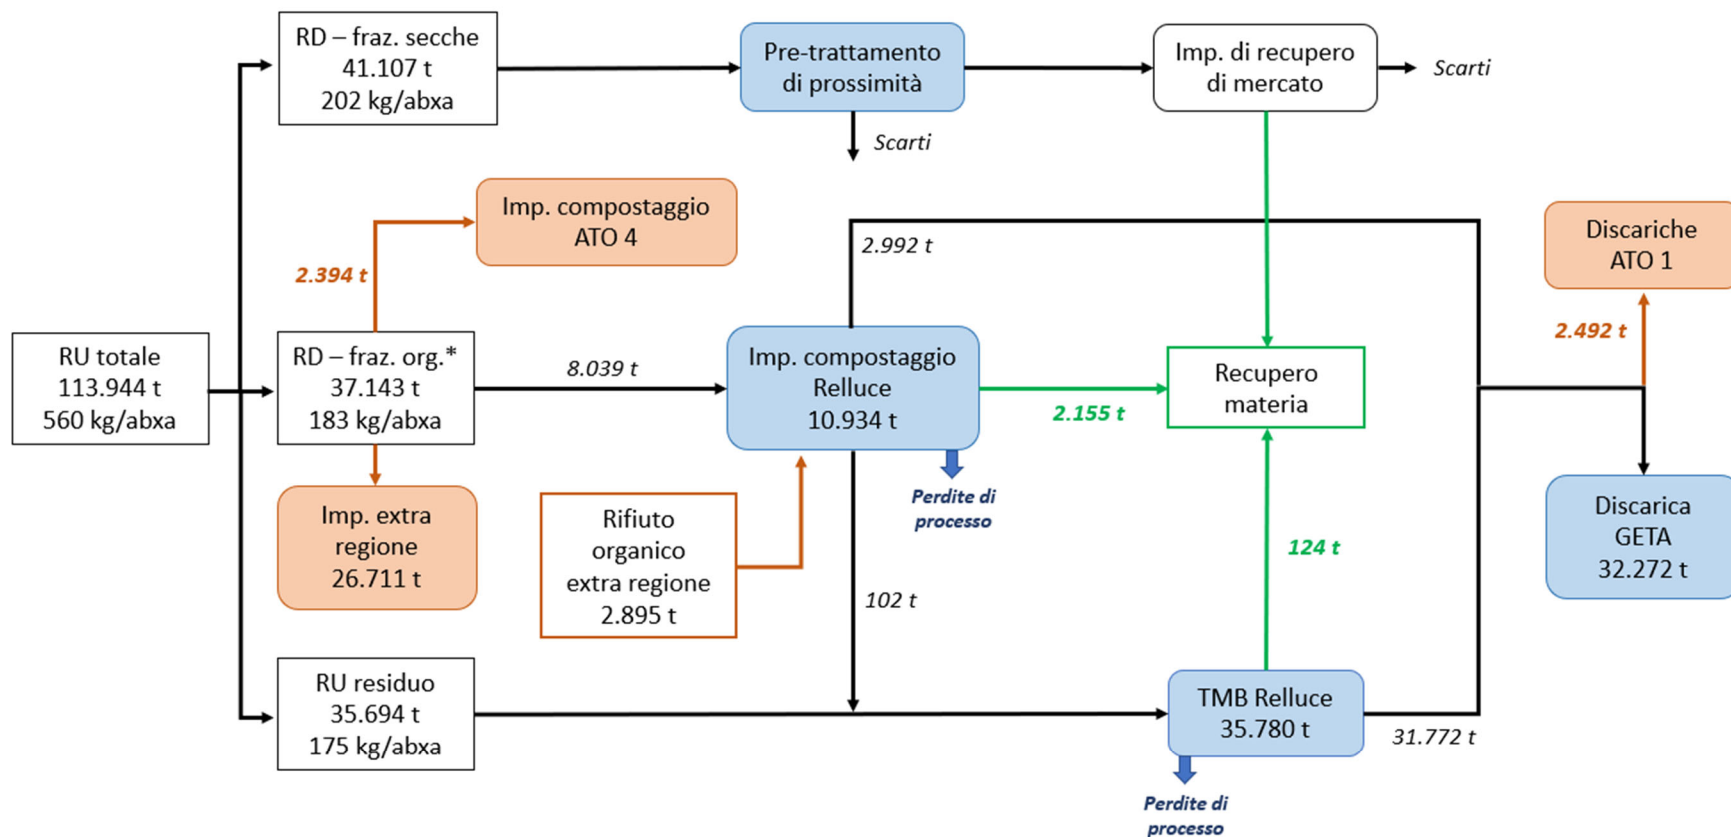 RD – fraz. secche
41.107 t
202 kg/abxa
Pre-trattamento
di prossimità
Imp. di recupero
di mercato
Scarti
Scarti
Imp. compostaggio
ATO 4
2.394 t
2.992 t
Discariche
ATO 1
2.492 t
RU totale
113.944 t
560 kg/abxa
RD – fraz. org.*
37.143 t
183 kg/abxa
8.039 t
Imp. compostaggio
Relluce
10.934 t
2.155 t
Recupero
materia
Imp. extra
regione
26.711 t
Rifiuto
organico
extra regione
2.895 t
Perdite di
processo
102 t
124 t
Discarica
GETA
32.272 t
RU residuo
35.694 t
175 kg/abxa
TMB Relluce
35.780 t
31.772 t
Perdite di
processo